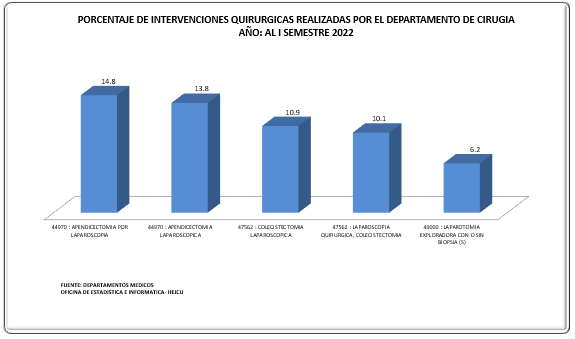 PORCENTAJE DE INTERVENCIONES QUIRURGICAS REALIZADAS POR EL DEPARTAMENTO DE CIRUGIA
AÑO: AL I SEMESTRE 2022
14.8
13.8
10.9
10.1
6.2
44970 : APENDICECTOMIA POR
LAPAROSCOPIA
44970 : APENDICECTOMIA
LAPAROSCOPICA
47562 : COLECISTECTOMIA
LAPAROSCOPICA
47562 : LAPAROSCOPIA
QUIRURGICA, COLECISTECTOMIA
49000 : LAPAROTOMIA
EXPLORADORA CON O SIN
BIOPSIA (S)
FUENTE: DEPARTAMENTOS MEDICOS
OFICINA DE ESTADISTICA E INFORMATICA- HEJCU